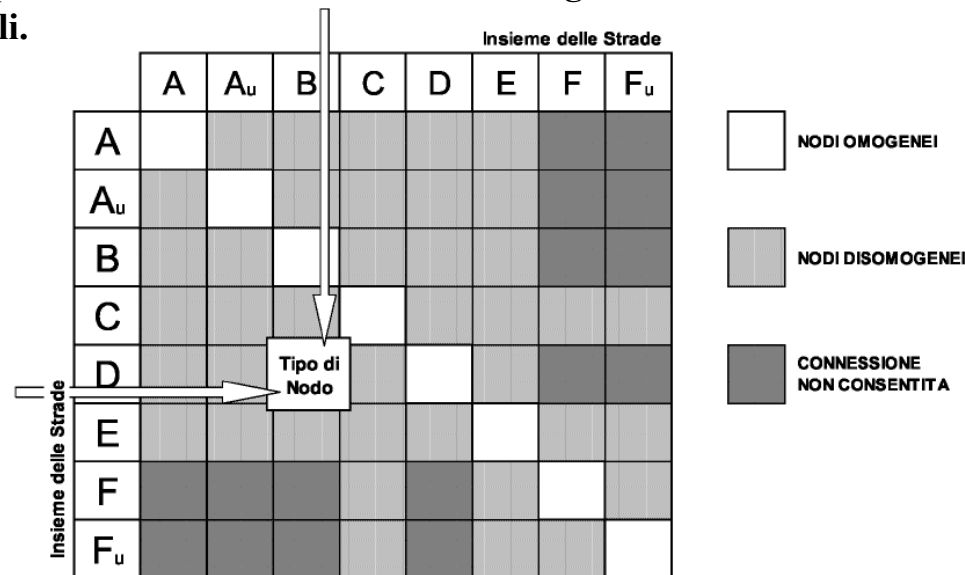 li.
Insieme delle Strade
A Au B C D E F Fu
A
Au
B
C
D
E
F
Fu
Tipo di
Nodo
Insieme delle Strade
NODI OMOGENEI
NODI DISOMOGENEI
CONNESSIONE
NON CONSENTITA